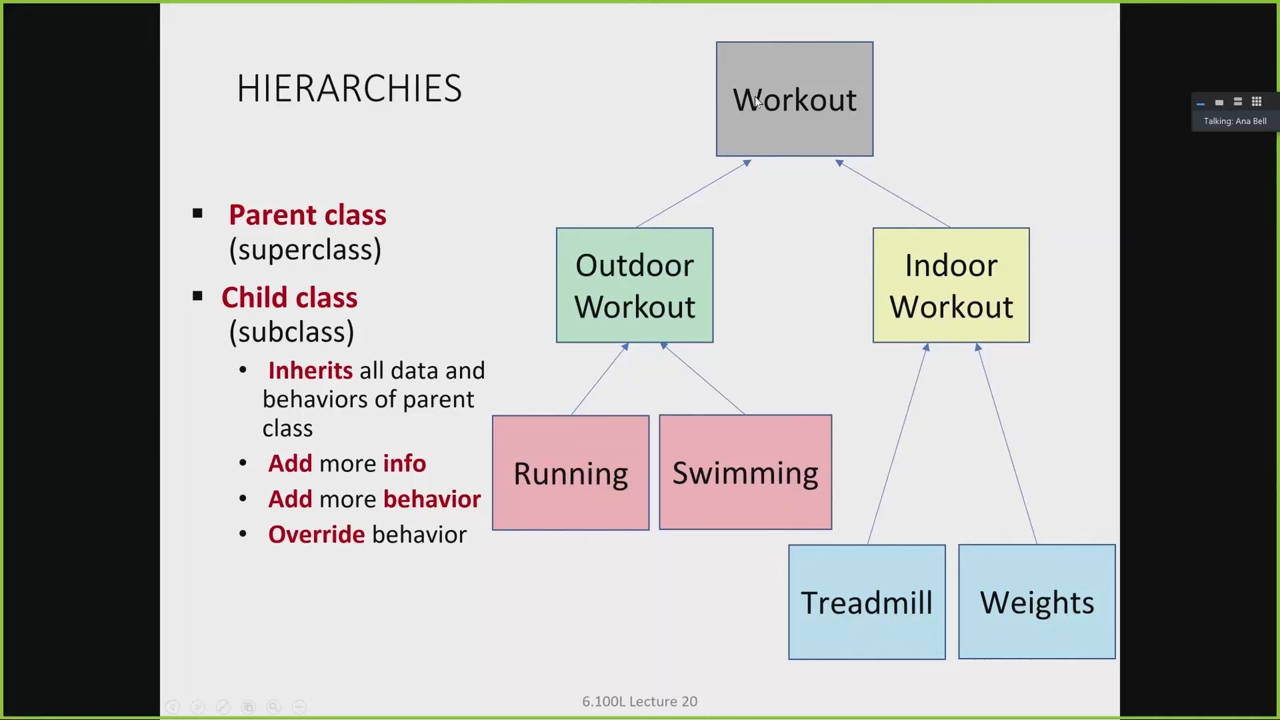 HIERARCHIES
Parent class
(superclass)
Child class
(subclass)
Inherits all data and
behaviors of parent
class
Add more info
Add more behavior
Override behavior
Workout
Outdoor
Workout
Indoor
Workout
Running
Swimming
Treadmill
Weights
6.100L Lecture 20
Talking: Ana Bell